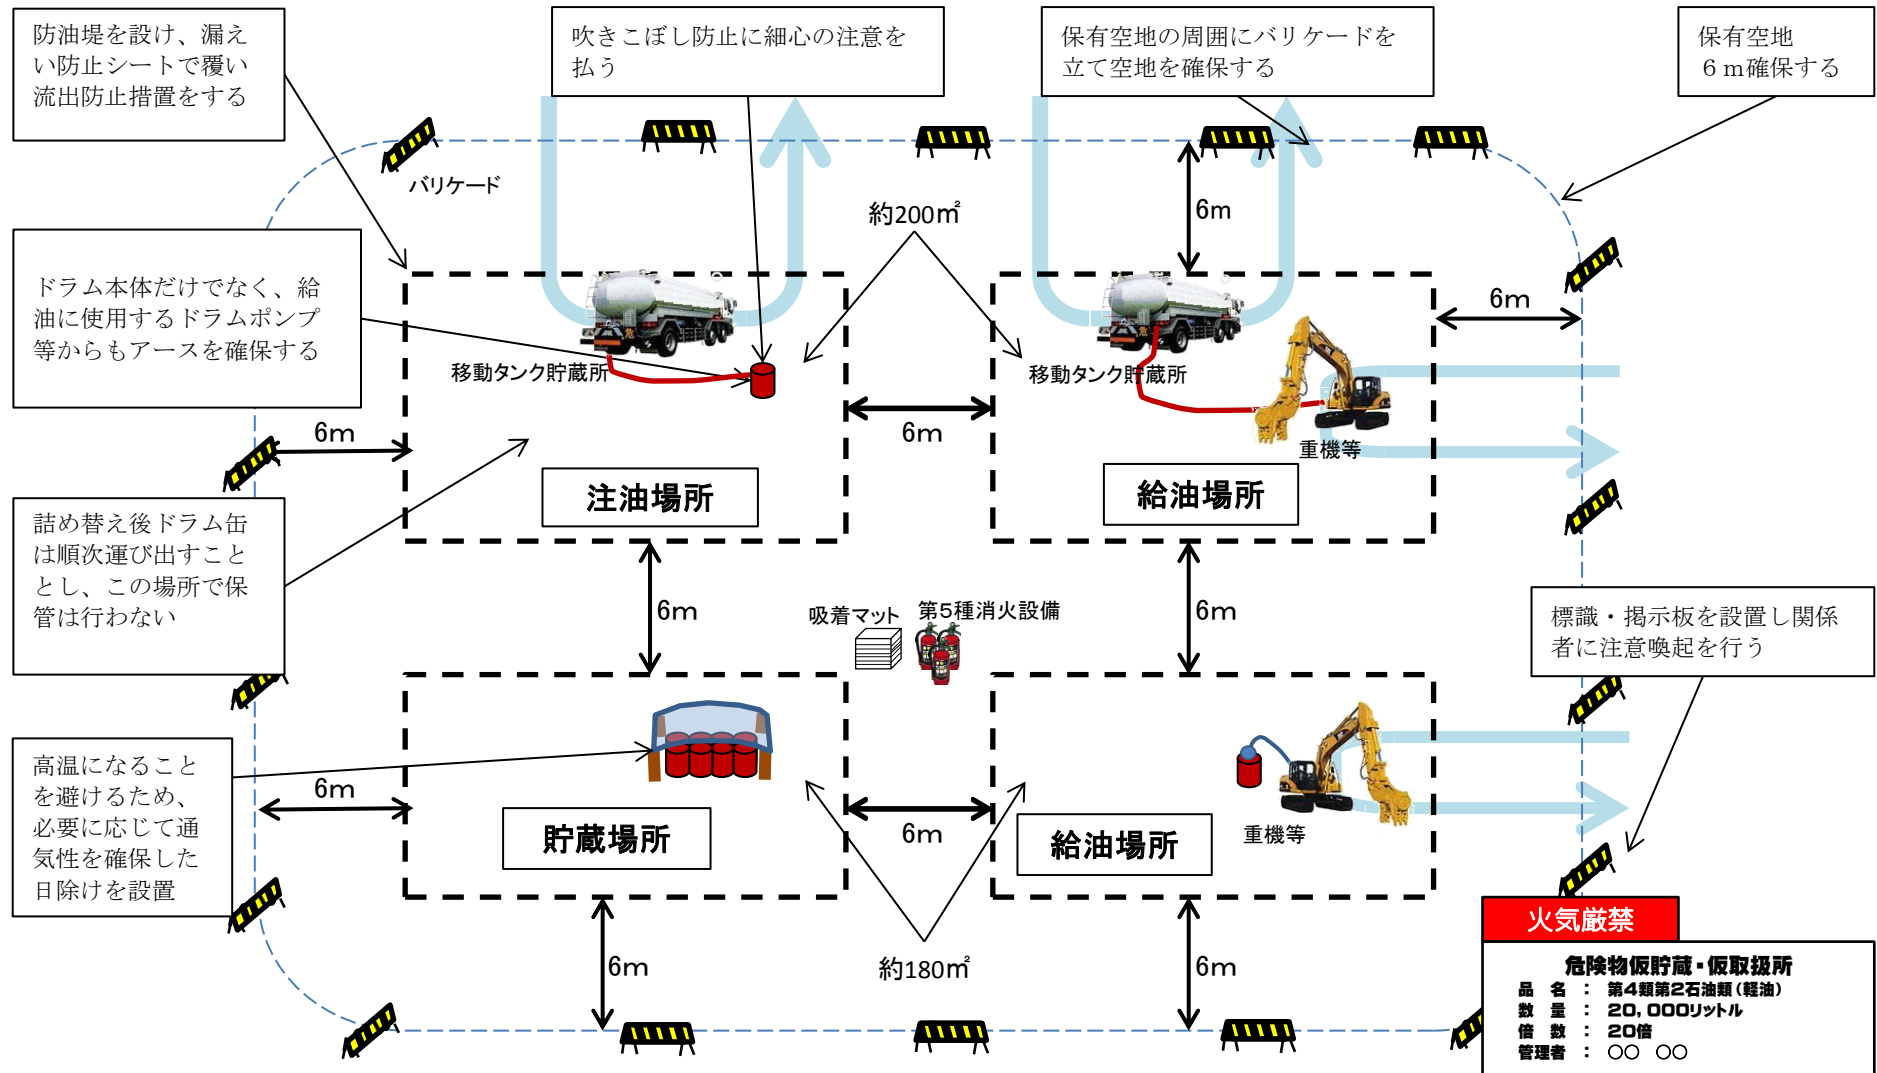 防油堤を設け、漏え
い防止シートで覆い
流出防止措置をする
吹きこぼし防止に細心の注意を
払う
保有空地の周囲にバリケードを
立て空地を確保する
保有空地
６ｍ確保する
バリケード
約200㎡
6m
ドラム本体だけでなく、給
油に使用するドラムポンプ
等からもアースを確保する
6m
移動タンク貯蔵所
移動タンク貯蔵所
危
危
6m
6m
重機等
注油場所
給油場所
詰め替え後ドラム缶
は順次運び出すこと
とし、この場所で保
管は行わない
6m
吸着マット
第5種消火設備
6m
標識・掲示板を設置し関係
者に注意喚起を行う
高温になること
を避けるため、
必要に応じて通
気性を確保した
日除けを設置
6m
6m
貯蔵場所
給油場所
重機等
6m
約180㎡
6m
火気厳禁
危険物仮貯蔵・仮取扱所
品　名　：　第4類第2石油類（軽油）
数　量　：　20,000リットル
倍　数　：　20倍
管理者　：　○○　○○